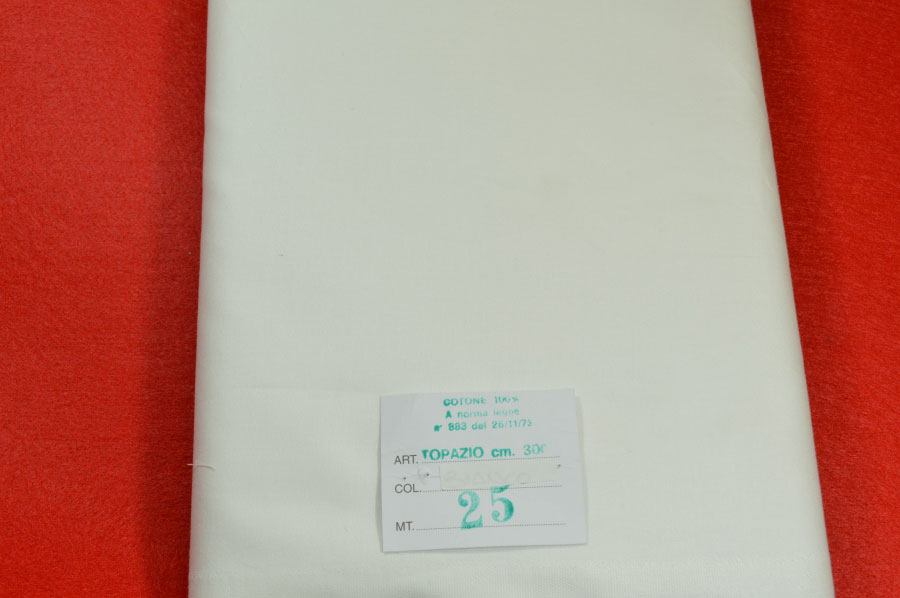 COTONE 100%
A norma legge
n° 883 del 26/11/73
ART. TOPAZIO cm. 300
COL.
MT. 25